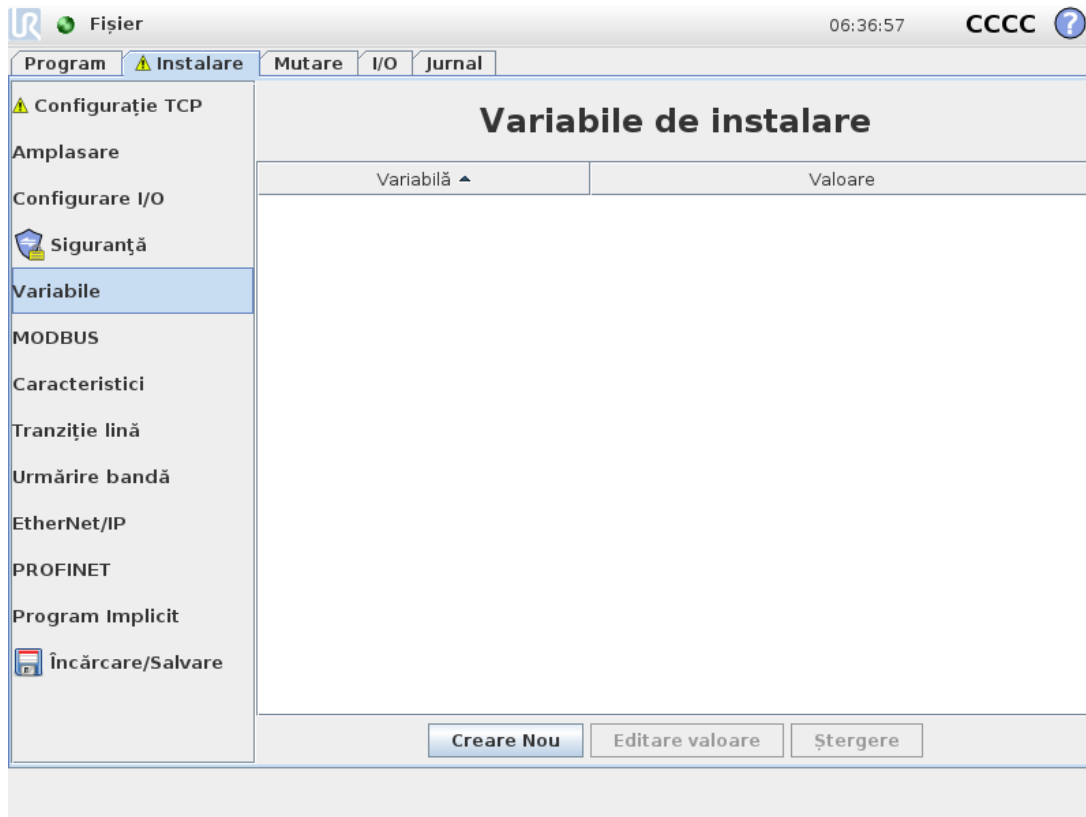 UR Fișier 06:36:57 CCCC ?
Program Instalare Mutare I/O Jurnal
Configurație TCP
Amplasare
Configurare I/O
Siguranță
Variabile
MODBUS
Caracteristici
Tranziție lină
Urmărire bandă
EtherNet/IP
PROFINET
Program Implicit
Încărcare/Salvare
Variabile de instalare
Variabilă Valoare
Creare Nou Editare valoare Ștergere